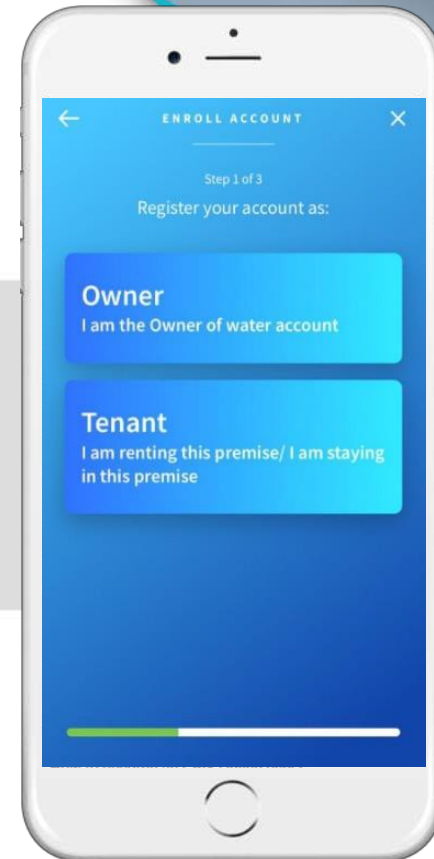 ENROLL ACCOUNT
Step 1 of 3
Register your account as:
Owner
I am the Owner of water account
Tenant
I am renting this premise/ I am staying
in this premise